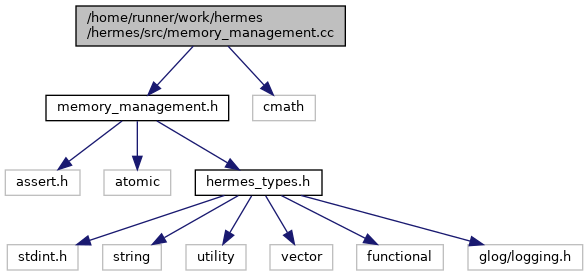 /home/runner/work/hermes
/hermes/src/memory_management.cc
memory_management.h
cmath
assert.h
atomic
hermes_types.h
stdint.h
string
utility
vector
functional
glog/logging.h